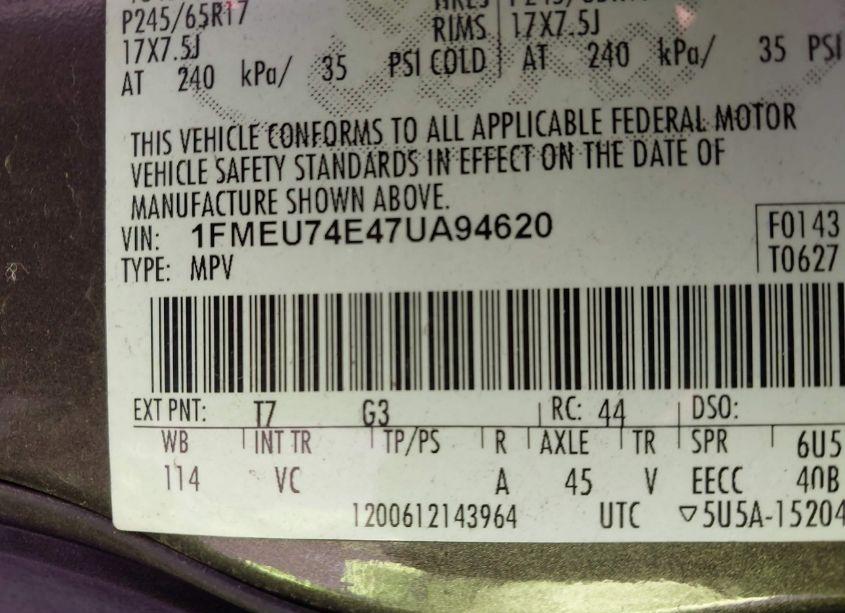 P245/65R17 RIMS 17X7.5J
17X7.5J
AT 240 kPa/ 35 PSI COLD AT 240 kPa/ 35 PSI
THIS VEHICLE CONFORMS TO ALL APPLICABLE FEDERAL MOTOR
VEHICLE SAFETY STANDARDS IN EFFECT ON THE DATE OF
MANUFACTURE SHOWN ABOVE.
VIN: 1FMEU74E47UA94620 F0143
TYPE: MPV T0627
EXT PNT: T7 G3 RC: 44 DSO:
WB INT TR TP/PS R AXLE TR SPR 6U5
114 VC A 45 V EECC 40B
1200612143964 UTC ▽5U5A-15204